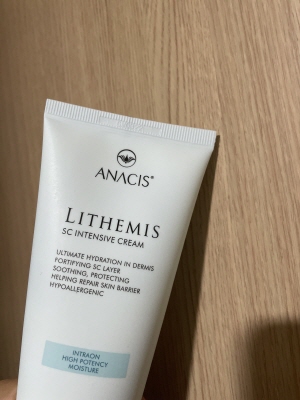 ANACIS®
LITHEMIS
SC INTENSIVE CREAM
ULTIMATE HYDRATION IN DERMIS
FORTIFYING SC LAYER
SOOTHING, PROTECTING
HELPING REPAIR SKIN BARRIER
HYPOALLERGENIC
INTRAON
HIGH POTENCY
MOISTURE